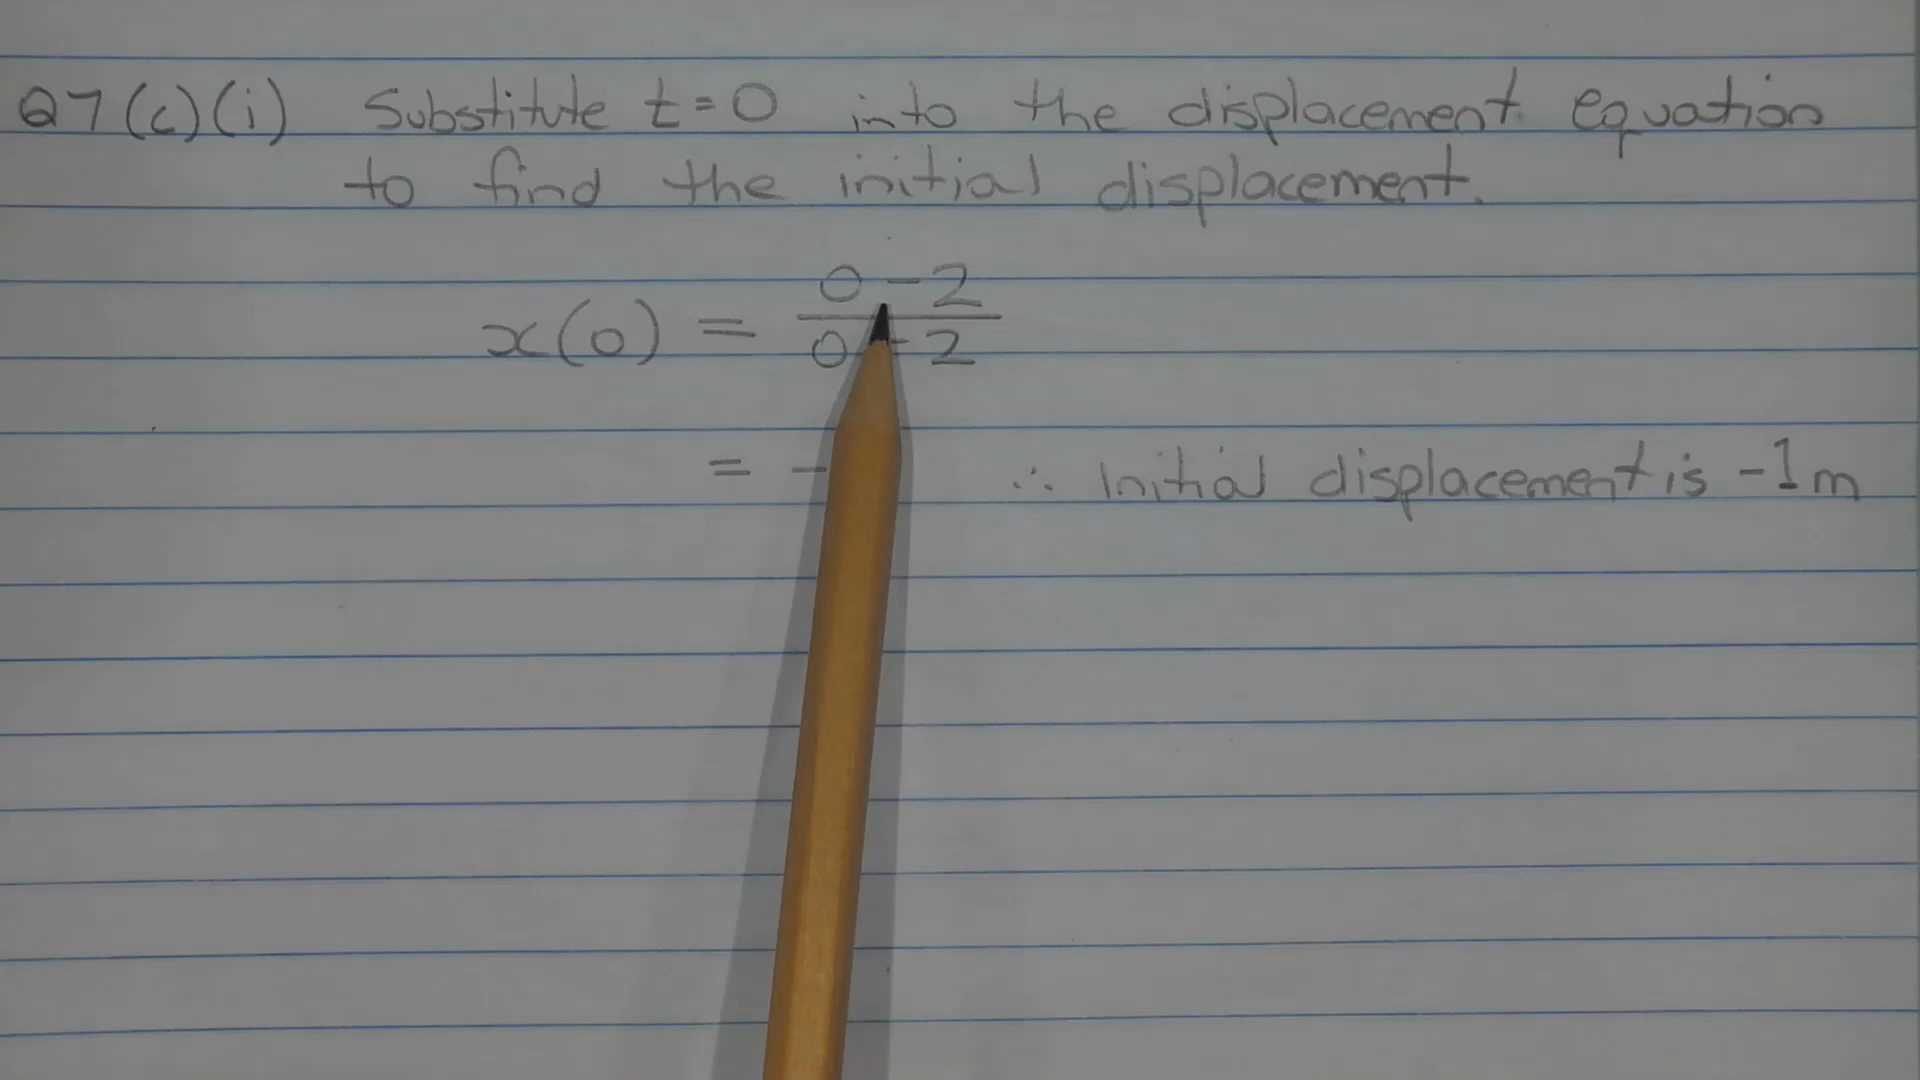 Q7 (c)(i) Substitute t = 0 into the displacement equation
to find the initial displacement.
x(0) = 0 - 2
0 2
= - ∴ Initial displacement is -1 m